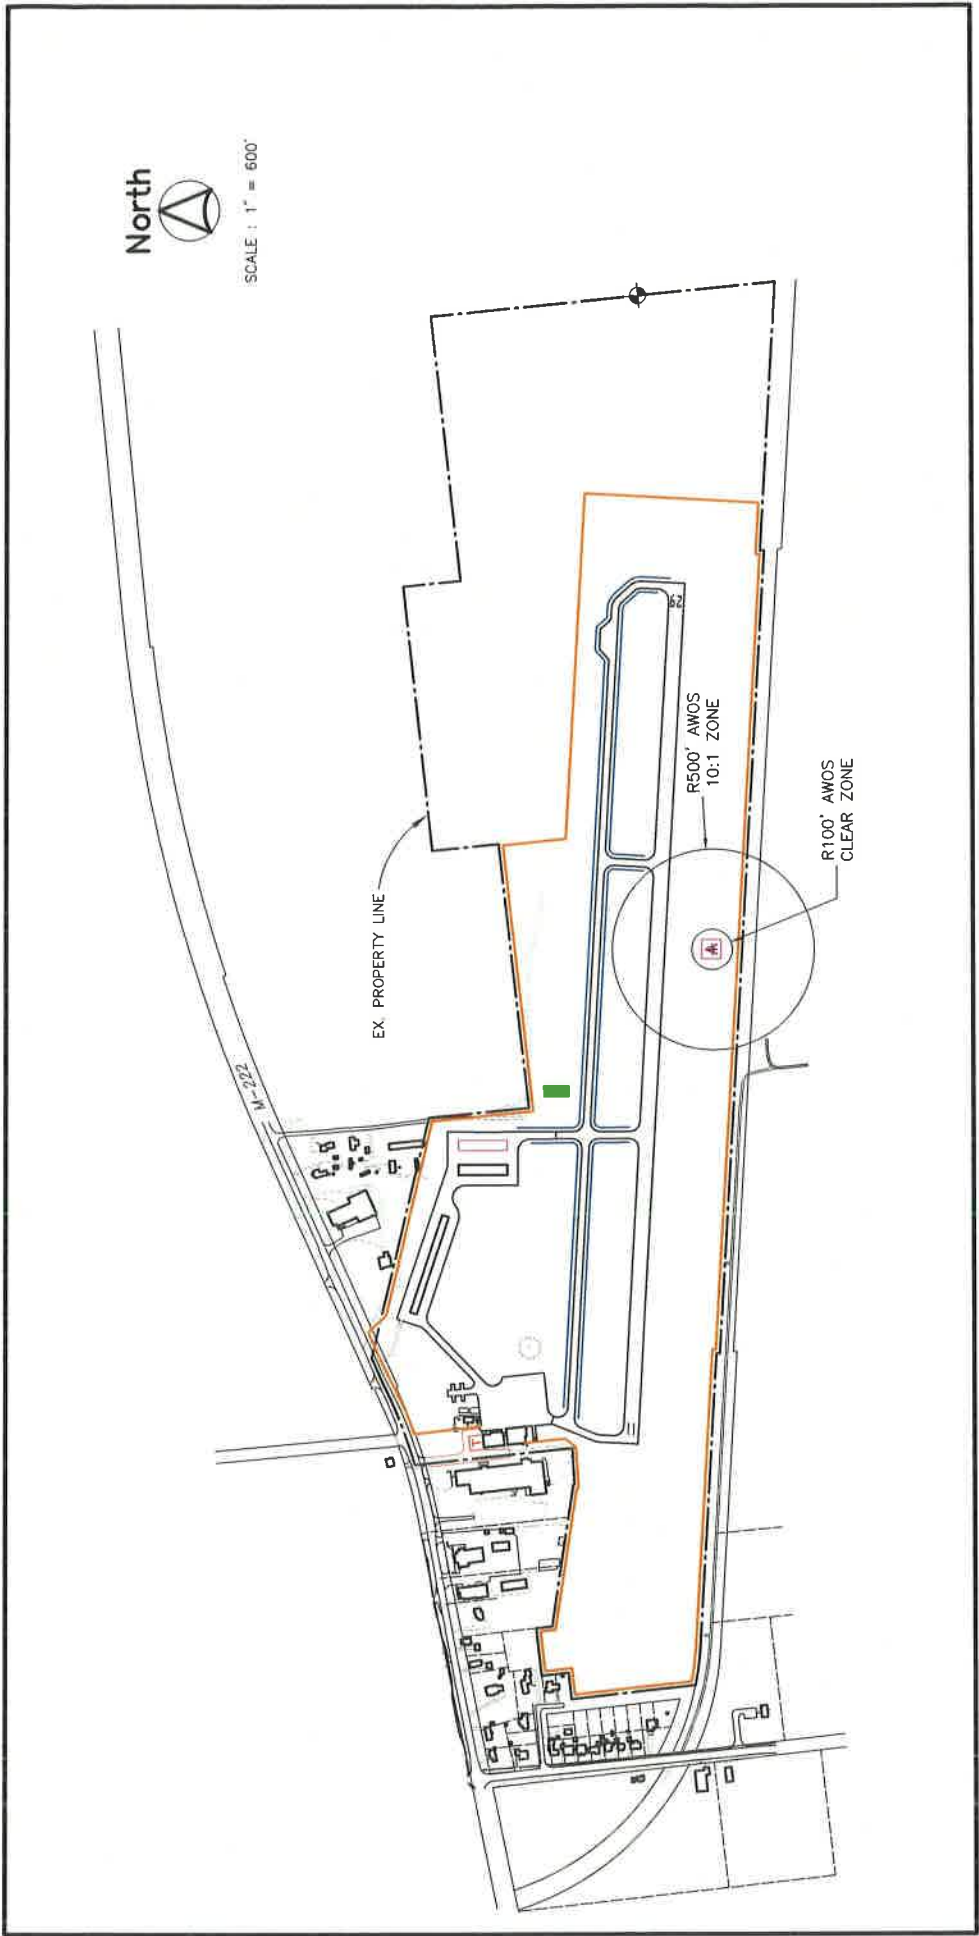 North
SCALE : 1" = 600'
M-222
EX. PROPERTY LINE
29
R500' AWOS
10:1 ZONE
R100' AWOS
CLEAR ZONE
A
T
11